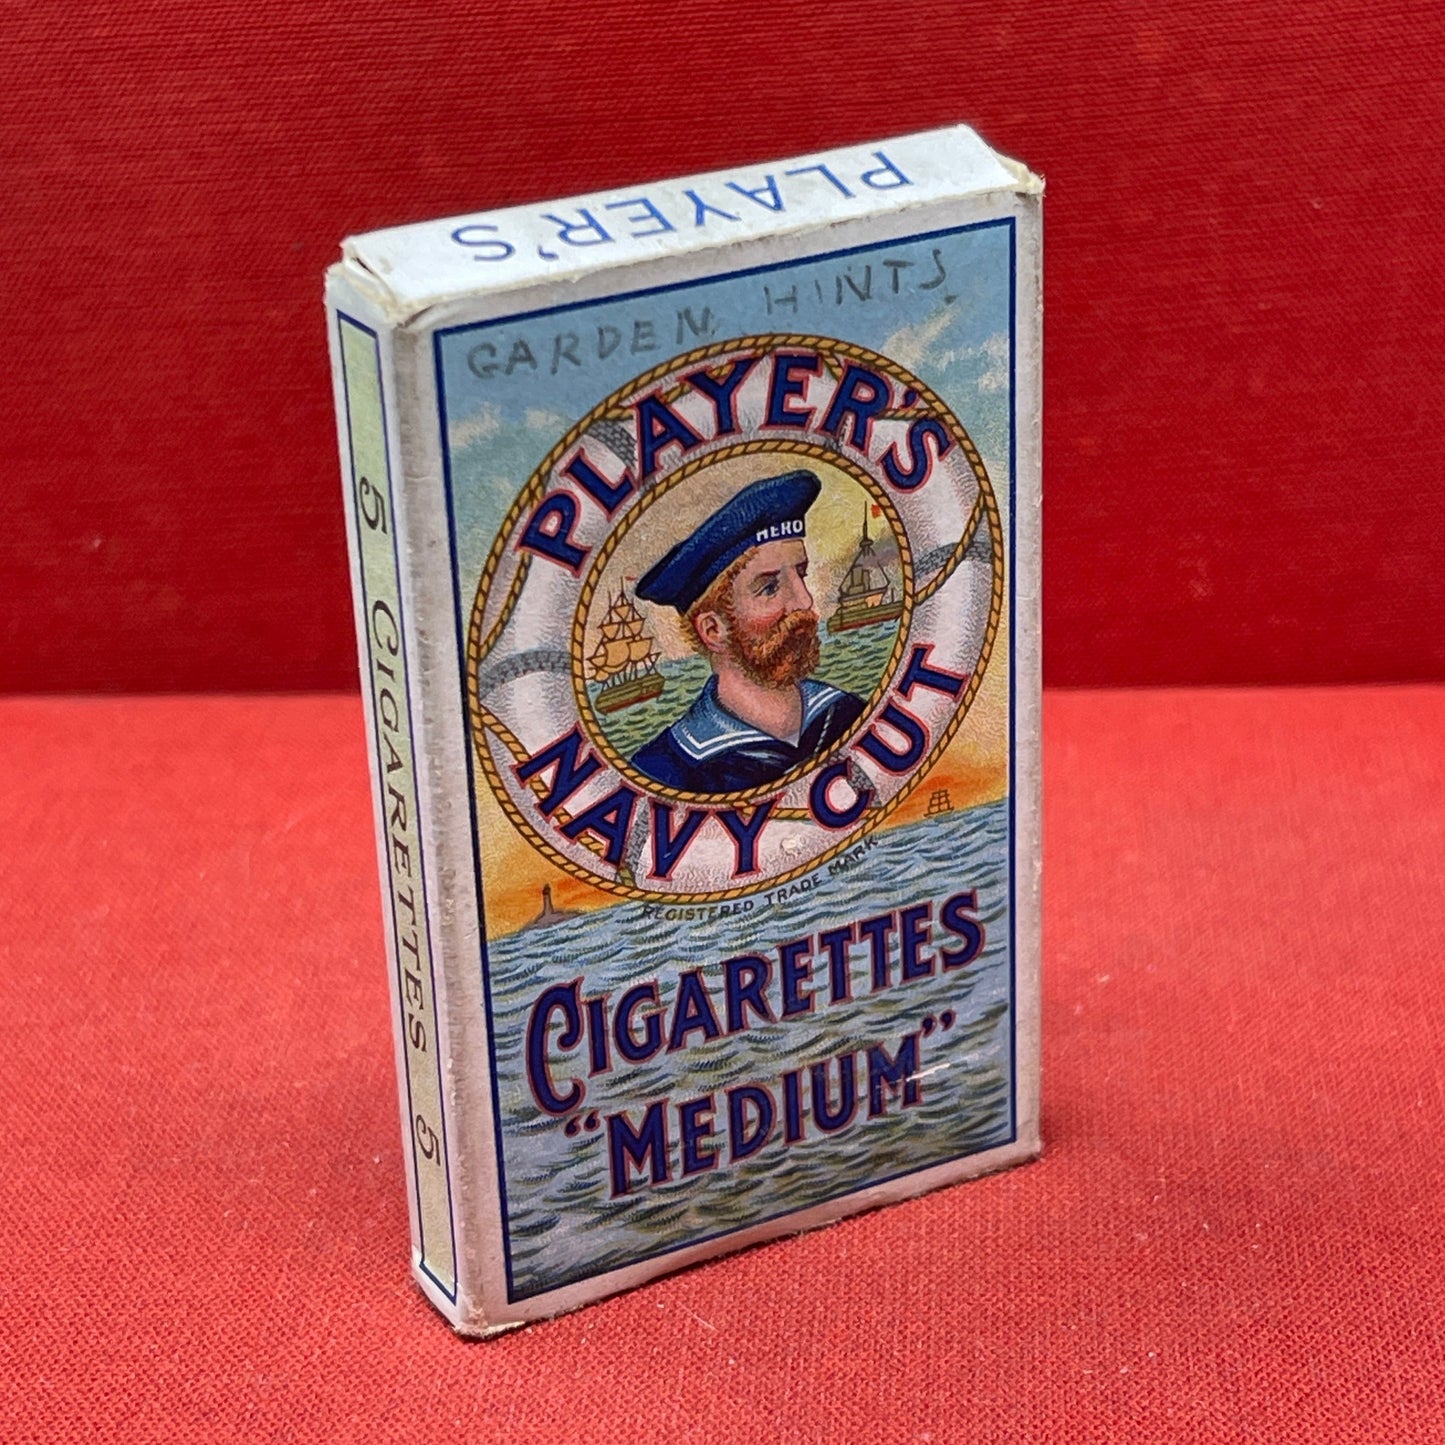 PLAYER'S
GARDEN HINTS.
PLAYER'S
HERO
NAVY CUT
REGISTERED TRADE MARK
CIGARETTES
"MEDIUM"
5 CIGARETTES 5